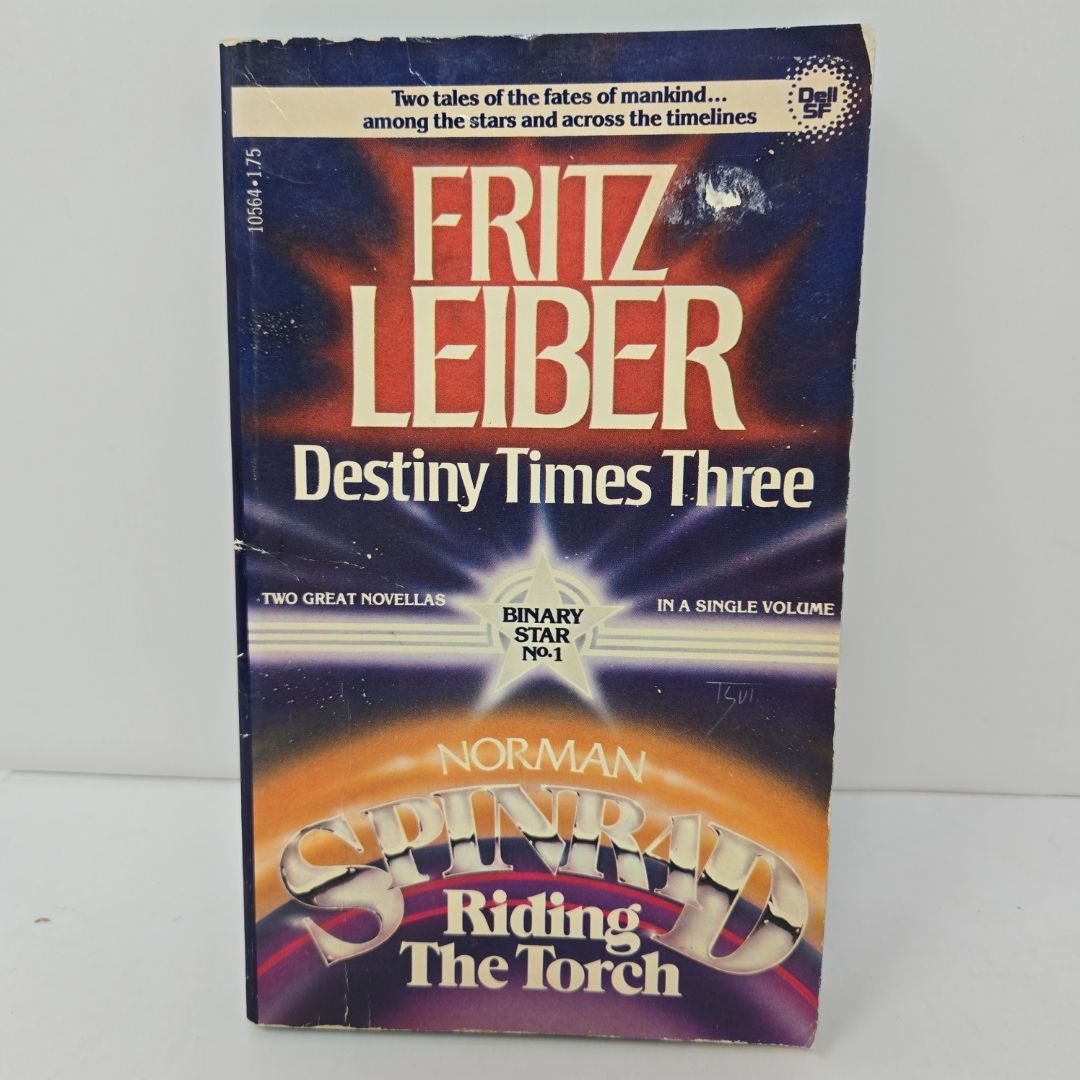 Two tales of the fates of mankind...
among the stars and across the timelines
Dell
SF
10564 • 1.75
FRITZ
LEIBER
Destiny Times Three
TWO GREAT NOVELLAS
BINARY
STAR
No. 1
IN A SINGLE VOLUME
TSUI
NORMAN
SPINRAD
Riding
The Torch